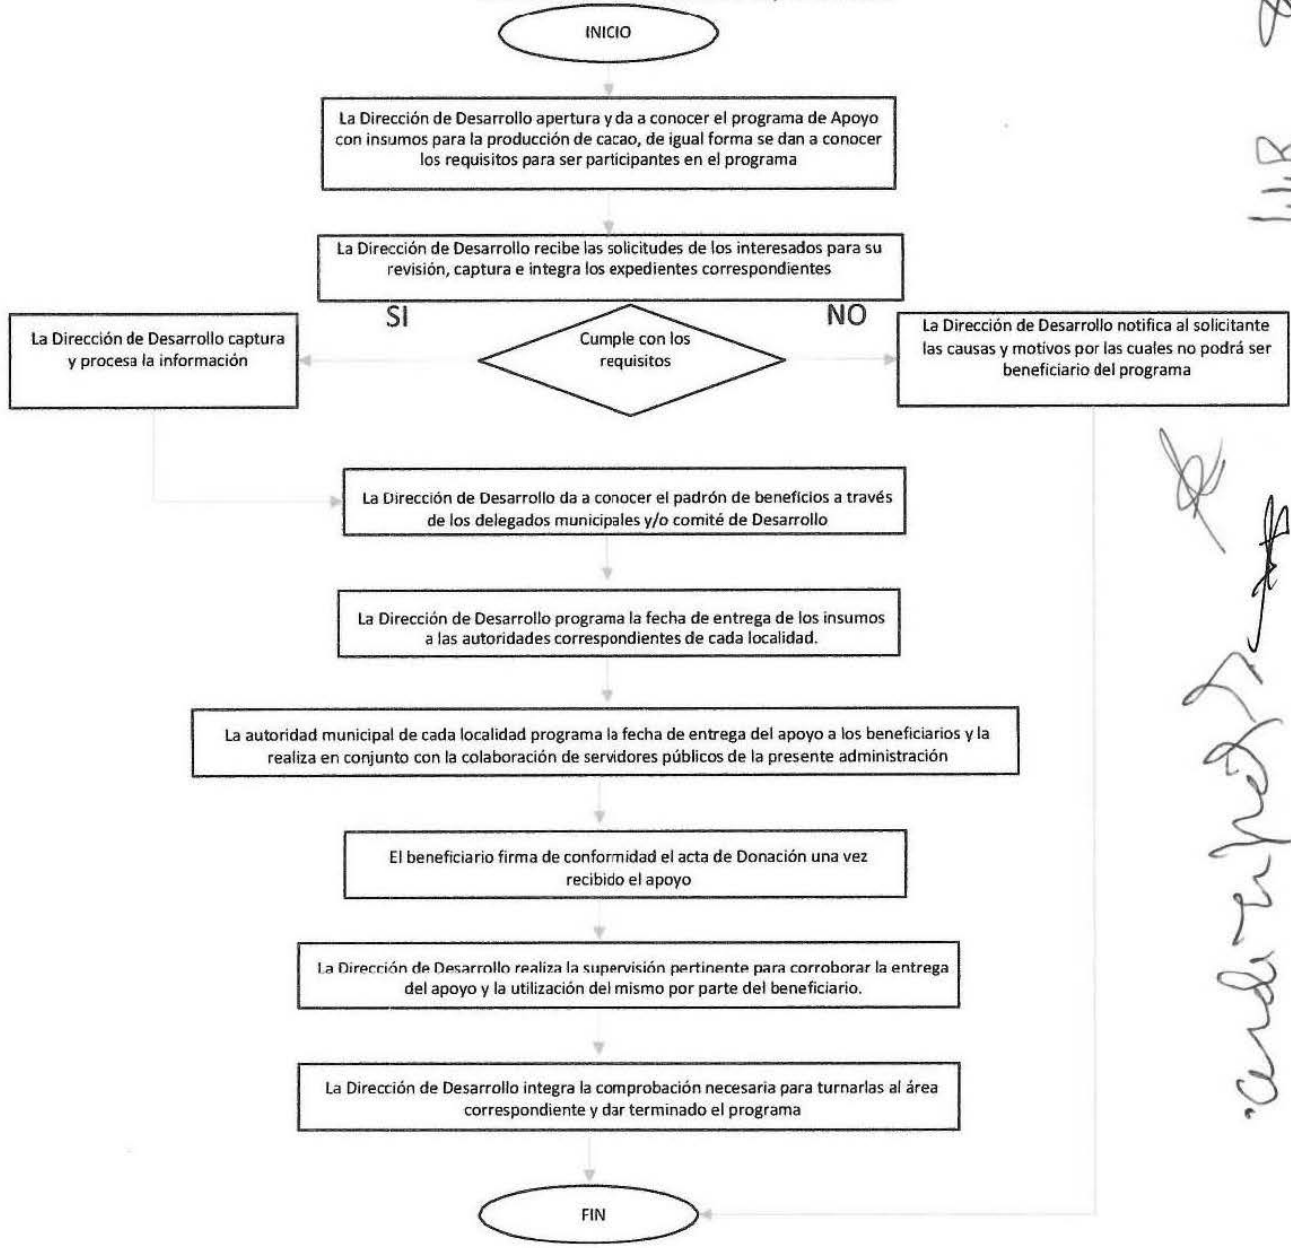 INICIO
La Dirección de Desarrollo apertura y da a conocer el programa de Apoyo
con insumos para la producción de cacao, de igual forma se dan a conocer
los requisitos para ser participantes en el programa
La Dirección de Desarrollo recibe las solicitudes de los interesados para su
revisión, captura e integra los expedientes correspondientes
SI
NO
La Dirección de Desarrollo captura
y procesa la información
Cumple con los
requisitos
La Dirección de Desarrollo notifica al solicitante
las causas y motivos por las cuales no podrá ser
beneficiario del programa
La Dirección de Desarrollo da a conocer el padrón de beneficios a través
de los delegados municipales y/o comité de Desarrollo
La Dirección de Desarrollo programa la fecha de entrega de los insumos
a las autoridades correspondientes de cada localidad.
La autoridad municipal de cada localidad programa la fecha de entrega del apoyo a los beneficiarios y la
realiza en conjunto con la colaboración de servidores públicos de la presente administración
El beneficiario firma de conformidad el acta de Donación una vez
recibido el apoyo
La Dirección de Desarrollo realiza la supervisión pertinente para corroborar la entrega
del apoyo y la utilización del mismo por parte del beneficiario.
La Dirección de Desarrollo integra la comprobación necesaria para turnarlas al área
correspondiente y dar terminado el programa
FIN